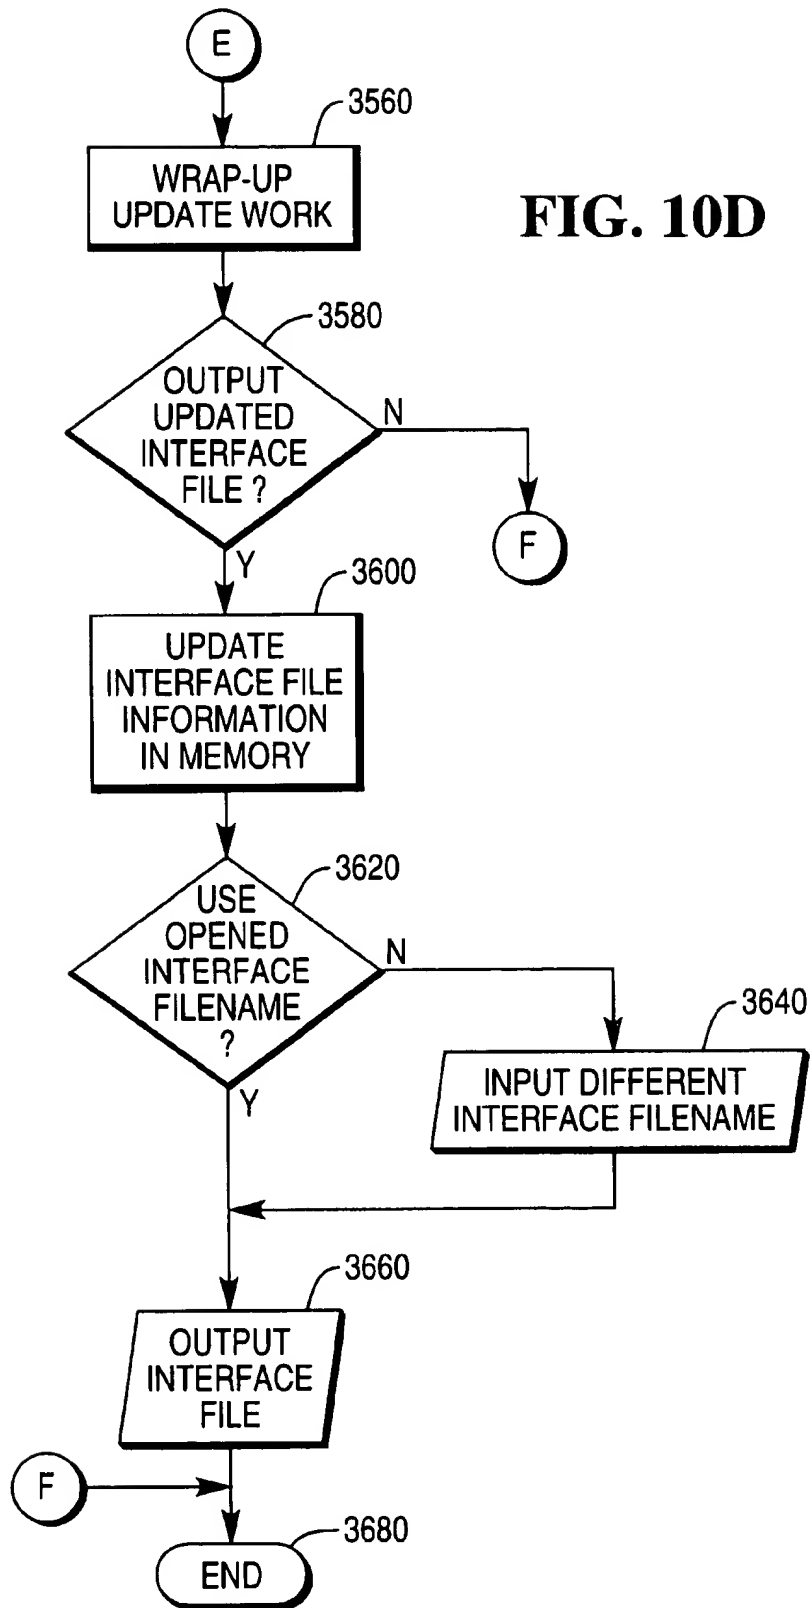 E
3560
WRAP-UP
UPDATE WORK
FIG. 10D
3580
OUTPUT
UPDATED
INTERFACE
FILE ?
N
F
Y
3600
UPDATE
INTERFACE FILE
INFORMATION
IN MEMORY
3620
USE
OPENED
INTERFACE
FILENAME
?
N
3640
INPUT DIFFERENT
INTERFACE FILENAME
Y
3660
OUTPUT
INTERFACE
FILE
F
3680
END